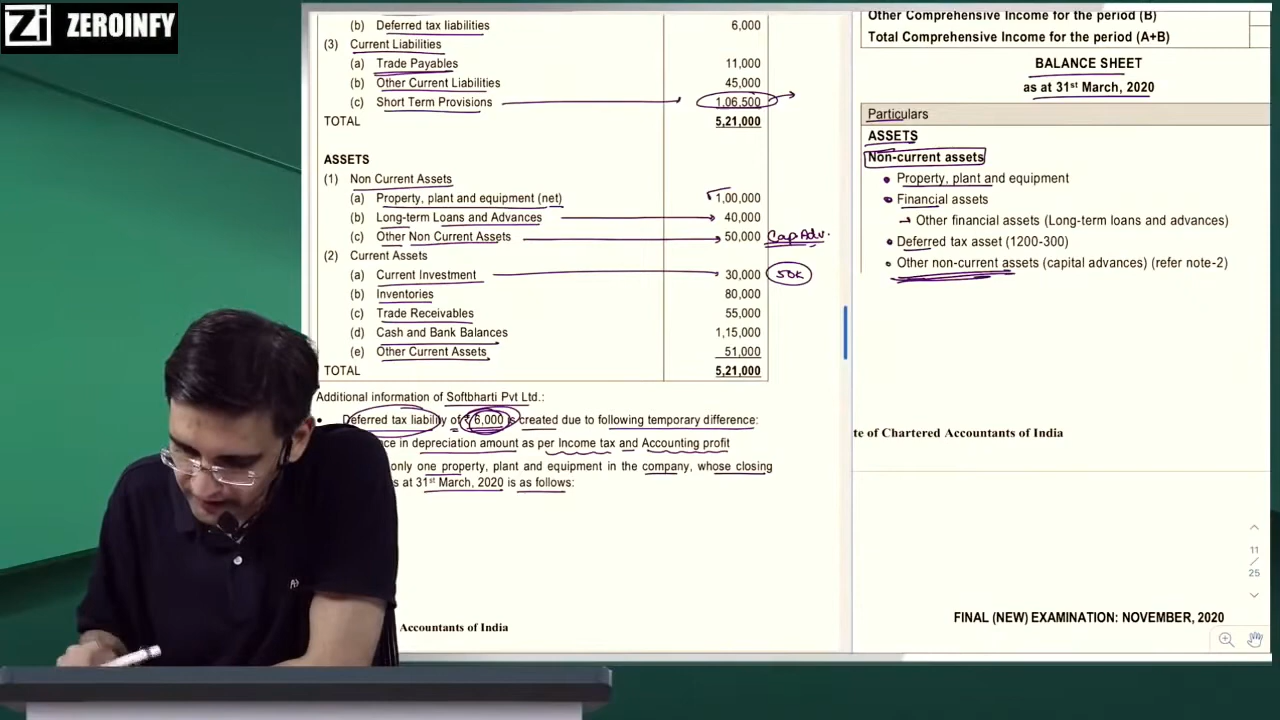 Zi ZEROINFY
(b) Deferred tax liabilities 6,000
(3) Current Liabilities
(a) Trade Payables 11,000
(b) Other Current Liabilities 45,000
(c) Short Term Provisions 1,06,500
TOTAL 5,21,000
ASSETS
(1) Non Current Assets
(a) Property, plant and equipment (net) 1,00,000
(b) Long-term Loans and Advances 40,000
(c) Other Non Current Assets 50,000 Cap Adv.
(2) Current Assets
(a) Current Investment 30,000 50K
(b) Inventories 80,000
(c) Trade Receivables 55,000
(d) Cash and Bank Balances 1,15,000
(e) Other Current Assets 51,000
TOTAL 5,21,000
Additional information of Softbharti Pvt Ltd.:
• Deferred tax liability of ₹ 6,000 is created due to following temporary difference:
in depreciation amount as per Income tax and Accounting profit
only one property, plant and equipment in the company, whose closing
at 31st March, 2020 is as follows:
Accountants of India
Other Comprehensive Income for the period (B)
Total Comprehensive Income for the period (A+B)
BALANCE SHEET
as at 31st March, 2020
Particulars
ASSETS
Non-current assets
• Property, plant and equipment
• Financial assets
→ Other financial assets (Long-term loans and advances)
• Deferred tax asset (1200-300)
• Other non-current assets (capital advances) (refer note-2)
te of Chartered Accountants of India
11
/
25
FINAL (NEW) EXAMINATION: NOVEMBER, 2020